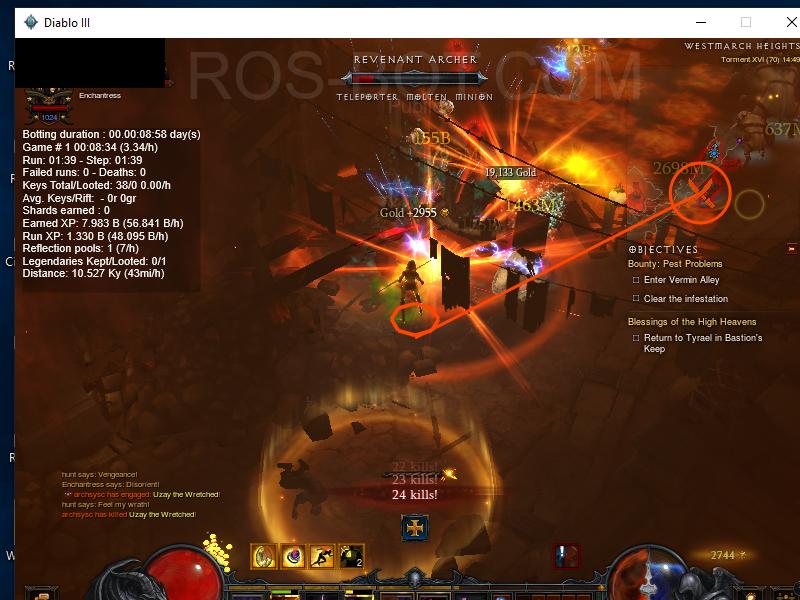 Diablo III
ROS-BOT.COM
REVENANT ARCHER
TELEPORTER MOLTEN MINION
WESTMARCH HEIGHTS
Torment XVI (70) 14:49
Enchantress
1024
Botting duration : 00.00:08:58 day(s)
Game # 1 00:08:34 (3.34/h)
Run: 01:39 - Step: 01:39
Failed runs: 0 - Deaths: 0
Keys Total/Looted: 38/0 0.00/h
Avg. Keys/Rift: - 0r 0gr
Shards earned : 0
Earned XP: 7.983 B (56.841 B/h)
Run XP: 1.330 B (48.095 B/h)
Reflection pools: 1 (7/h)
Legendaries Kept/Looted: 0/1
Distance: 10.527 Ky (43mi/h)
155B
637M
2698M
19,133 Gold
1463M
Gold +2955
OBJECTIVES
Bounty: Pest Problems
Enter Vermin Alley
Clear the infestation
Blessings of the High Heavens
Return to Tyrael in Bastion's
Keep
22 kills!
23 kills!
24 kills!
hunt says: Vengeance!
Enchantress says: Disorient!
archsysc has engaged Uzay the Wretched!
hunt says: Feel my wrath!
archsysc has killed Uzay the Wretched!
2
2744